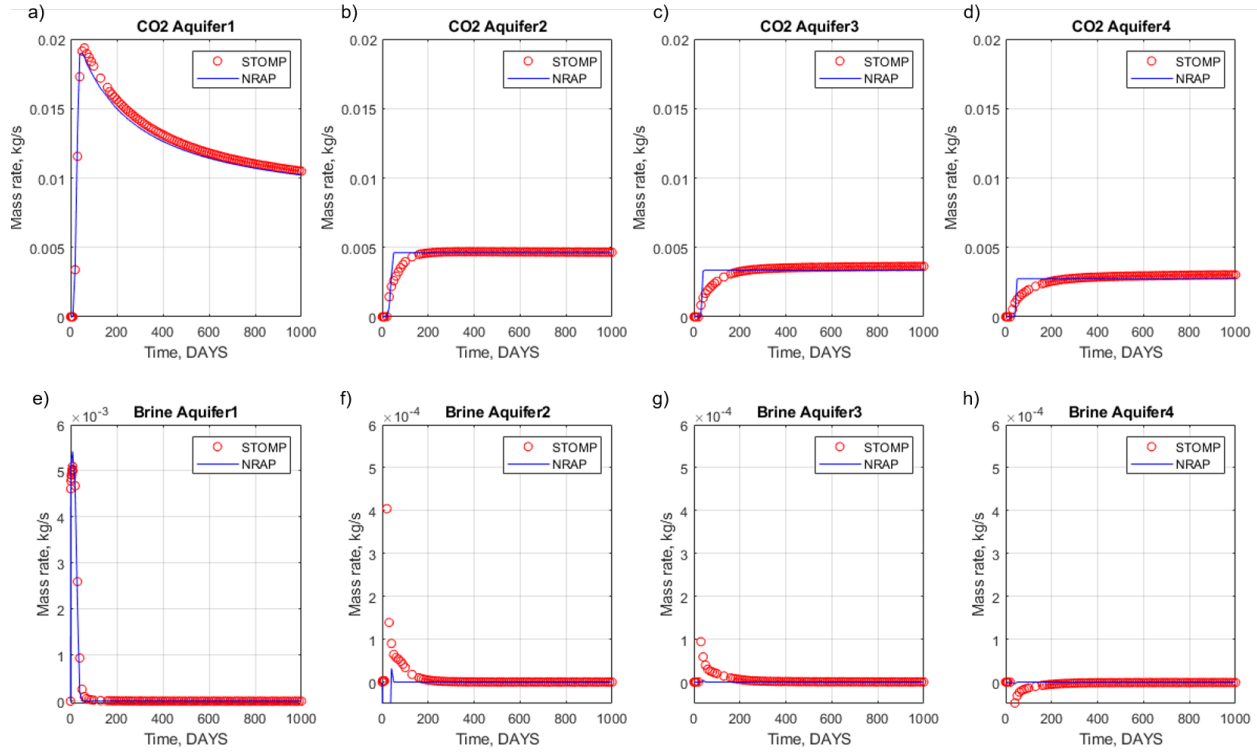 a)
CO2 Aquifer1
STOMP
NRAP
0.02
0.015
0.01
0.005
0
Mass rate, kg/s
0 200 400 600 800 1000
Time, DAYS
b)
CO2 Aquifer2
STOMP
NRAP
0.02
0.015
0.01
0.005
0
Mass rate, kg/s
0 200 400 600 800 1000
Time, DAYS
c)
CO2 Aquifer3
STOMP
NRAP
0.02
0.015
0.01
0.005
0
Mass rate, kg/s
0 200 400 600 800 1000
Time, DAYS
d)
CO2 Aquifer4
STOMP
NRAP
0.02
0.015
0.01
0.005
0
Mass rate, kg/s
0 200 400 600 800 1000
Time, DAYS
e)
Brine Aquifer1
×10-3
STOMP
NRAP
6
5
4
3
2
1
0
Mass rate, kg/s
0 200 400 600 800 1000
Time, DAYS
f)
Brine Aquifer2
×10-4
STOMP
NRAP
6
5
4
3
2
1
0
Mass rate, kg/s
0 200 400 600 800 1000
Time, DAYS
g)
Brine Aquifer3
×10-4
STOMP
NRAP
6
5
4
3
2
1
0
Mass rate, kg/s
0 200 400 600 800 1000
Time, DAYS
h)
Brine Aquifer4
×10-4
STOMP
NRAP
6
5
4
3
2
1
0
Mass rate, kg/s
0 200 400 600 800 1000
Time, DAYS